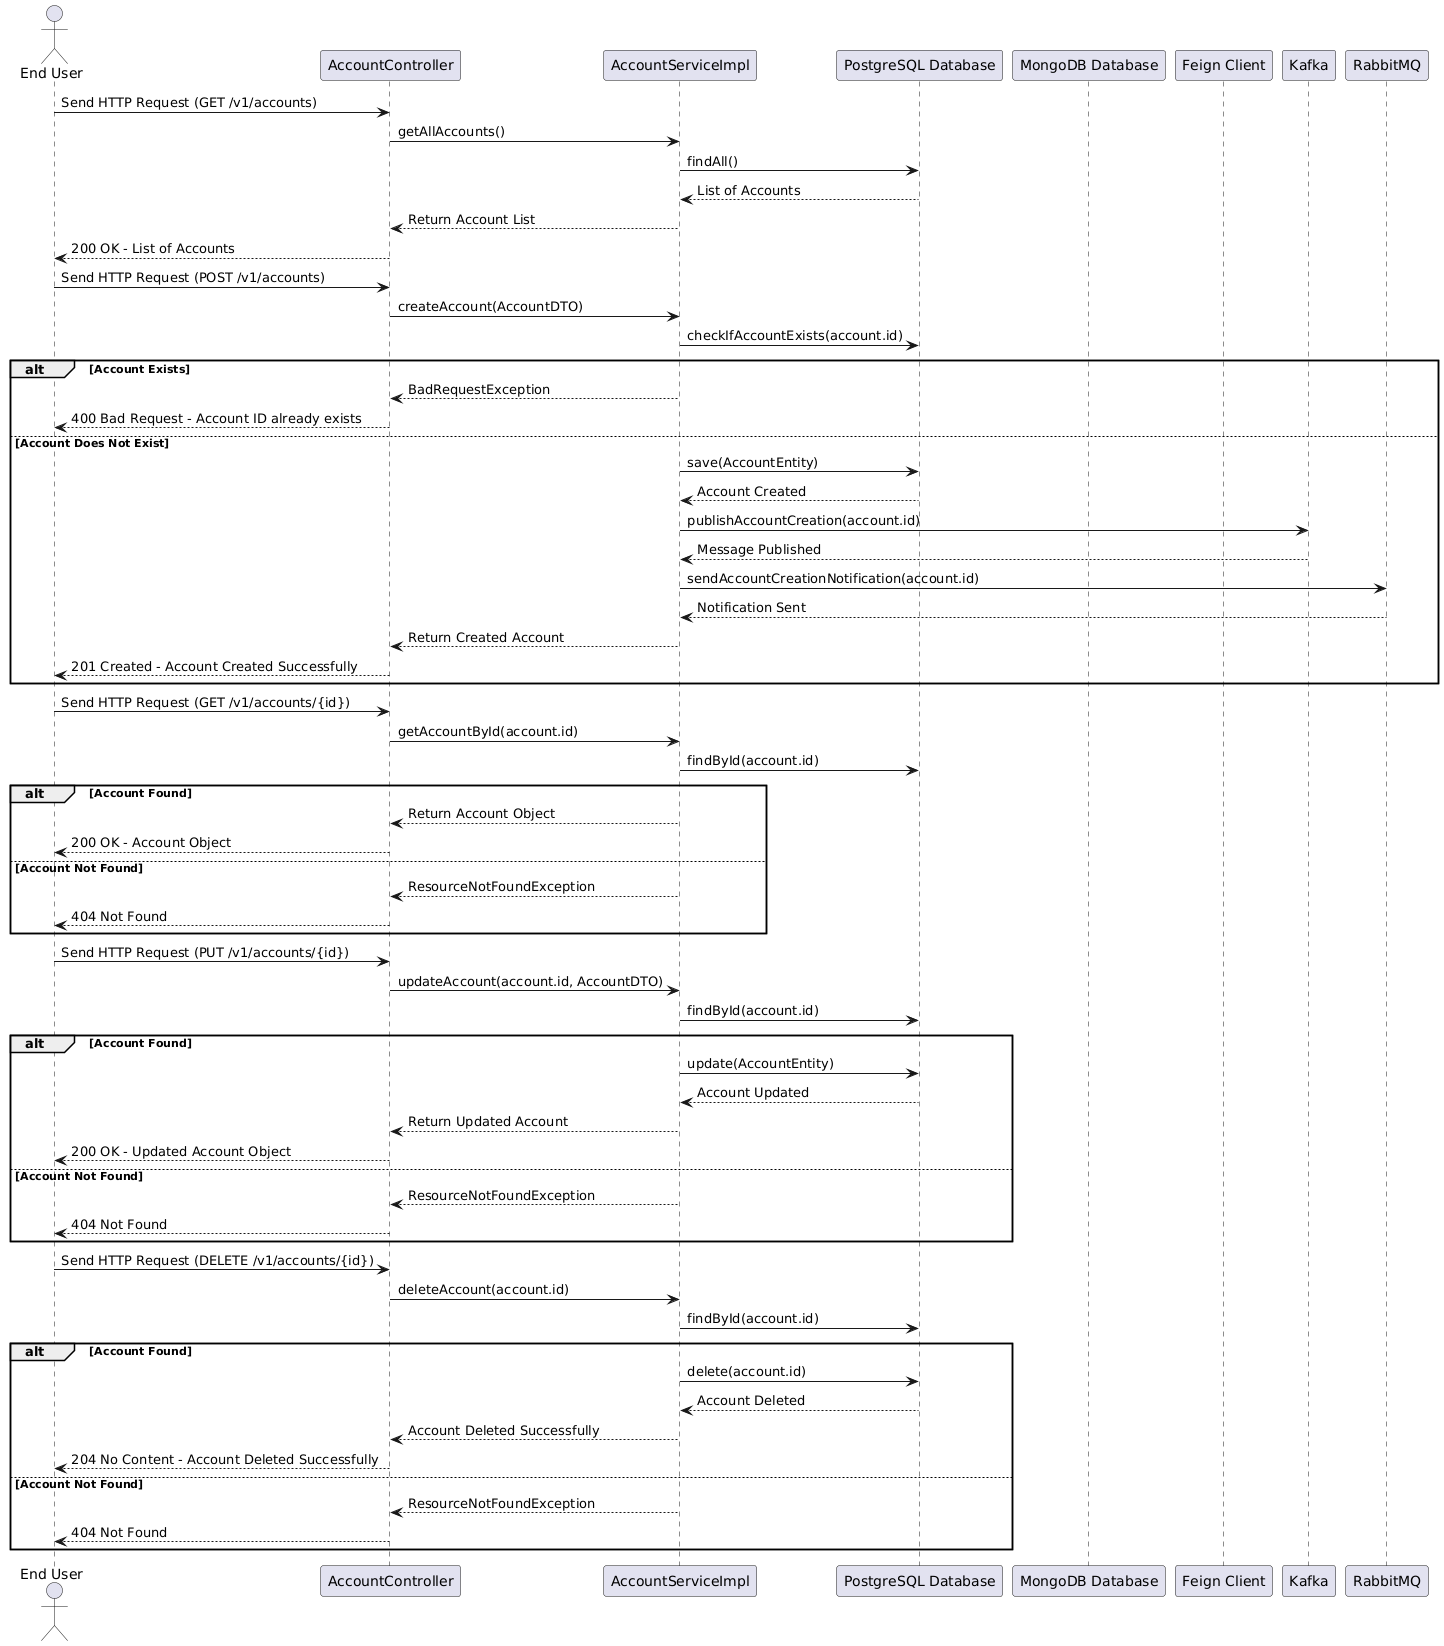 End User
AccountController
AccountServiceImpl
PostgreSQL Database
MongoDB Database
Feign Client
Kafka
RabbitMQ
Send HTTP Request (GET /v1/accounts)
getAllAccounts()
findAll()
List of Accounts
Return Account List
200 OK - List of Accounts
Send HTTP Request (POST /v1/accounts)
createAccount(AccountDTO)
checkIfAccountExists(account.id)
alt [Account Exists]
BadRequestException
400 Bad Request - Account ID already exists
[Account Does Not Exist]
save(AccountEntity)
Account Created
publishAccountCreation(account.id)
Message Published
sendAccountCreationNotification(account.id)
Notification Sent
Return Created Account
201 Created - Account Created Successfully
Send HTTP Request (GET /v1/accounts/{id})
getAccountById(account.id)
findById(account.id)
alt [Account Found]
Return Account Object
200 OK - Account Object
[Account Not Found]
ResourceNotFoundException
404 Not Found
Send HTTP Request (PUT /v1/accounts/{id})
updateAccount(account.id, AccountDTO)
findById(account.id)
alt [Account Found]
update(AccountEntity)
Account Updated
Return Updated Account
200 OK - Updated Account Object
[Account Not Found]
ResourceNotFoundException
404 Not Found
Send HTTP Request (DELETE /v1/accounts/{id})
deleteAccount(account.id)
findById(account.id)
alt [Account Found]
delete(account.id)
Account Deleted
Account Deleted Successfully
204 No Content - Account Deleted Successfully
[Account Not Found]
ResourceNotFoundException
404 Not Found
End User
AccountController
AccountServiceImpl
PostgreSQL Database
MongoDB Database
Feign Client
Kafka
RabbitMQ